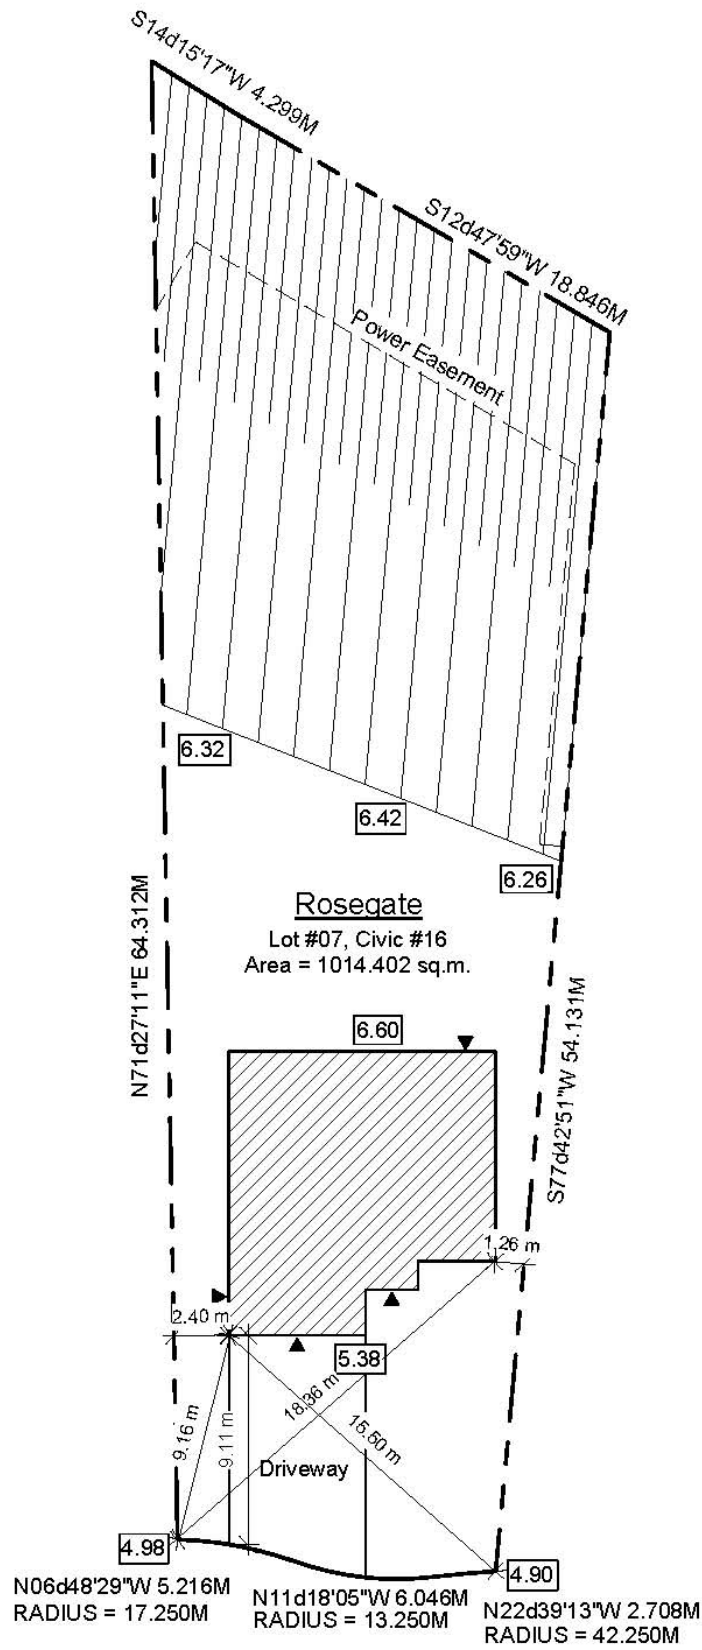 S14d15'17"W 4.299M
S12d47'59"W 18.846M
Power Easement
6.32
6.42
6.26
Rosegate
Lot #07, Civic #16
Area = 1014.402 sq.m.
N71d27'11"E 64.312M
S77d42'51"W 54.131M
6.60
1.26 m
2.40 m
5.38
18.36 m
15.50 m
9.16 m
9.11 m
Driveway
4.98
4.90
N06d48'29"W 5.216M
RADIUS = 17.250M
N11d18'05"W 6.046M
RADIUS = 13.250M
N22d39'13"W 2.708M
RADIUS = 42.250M